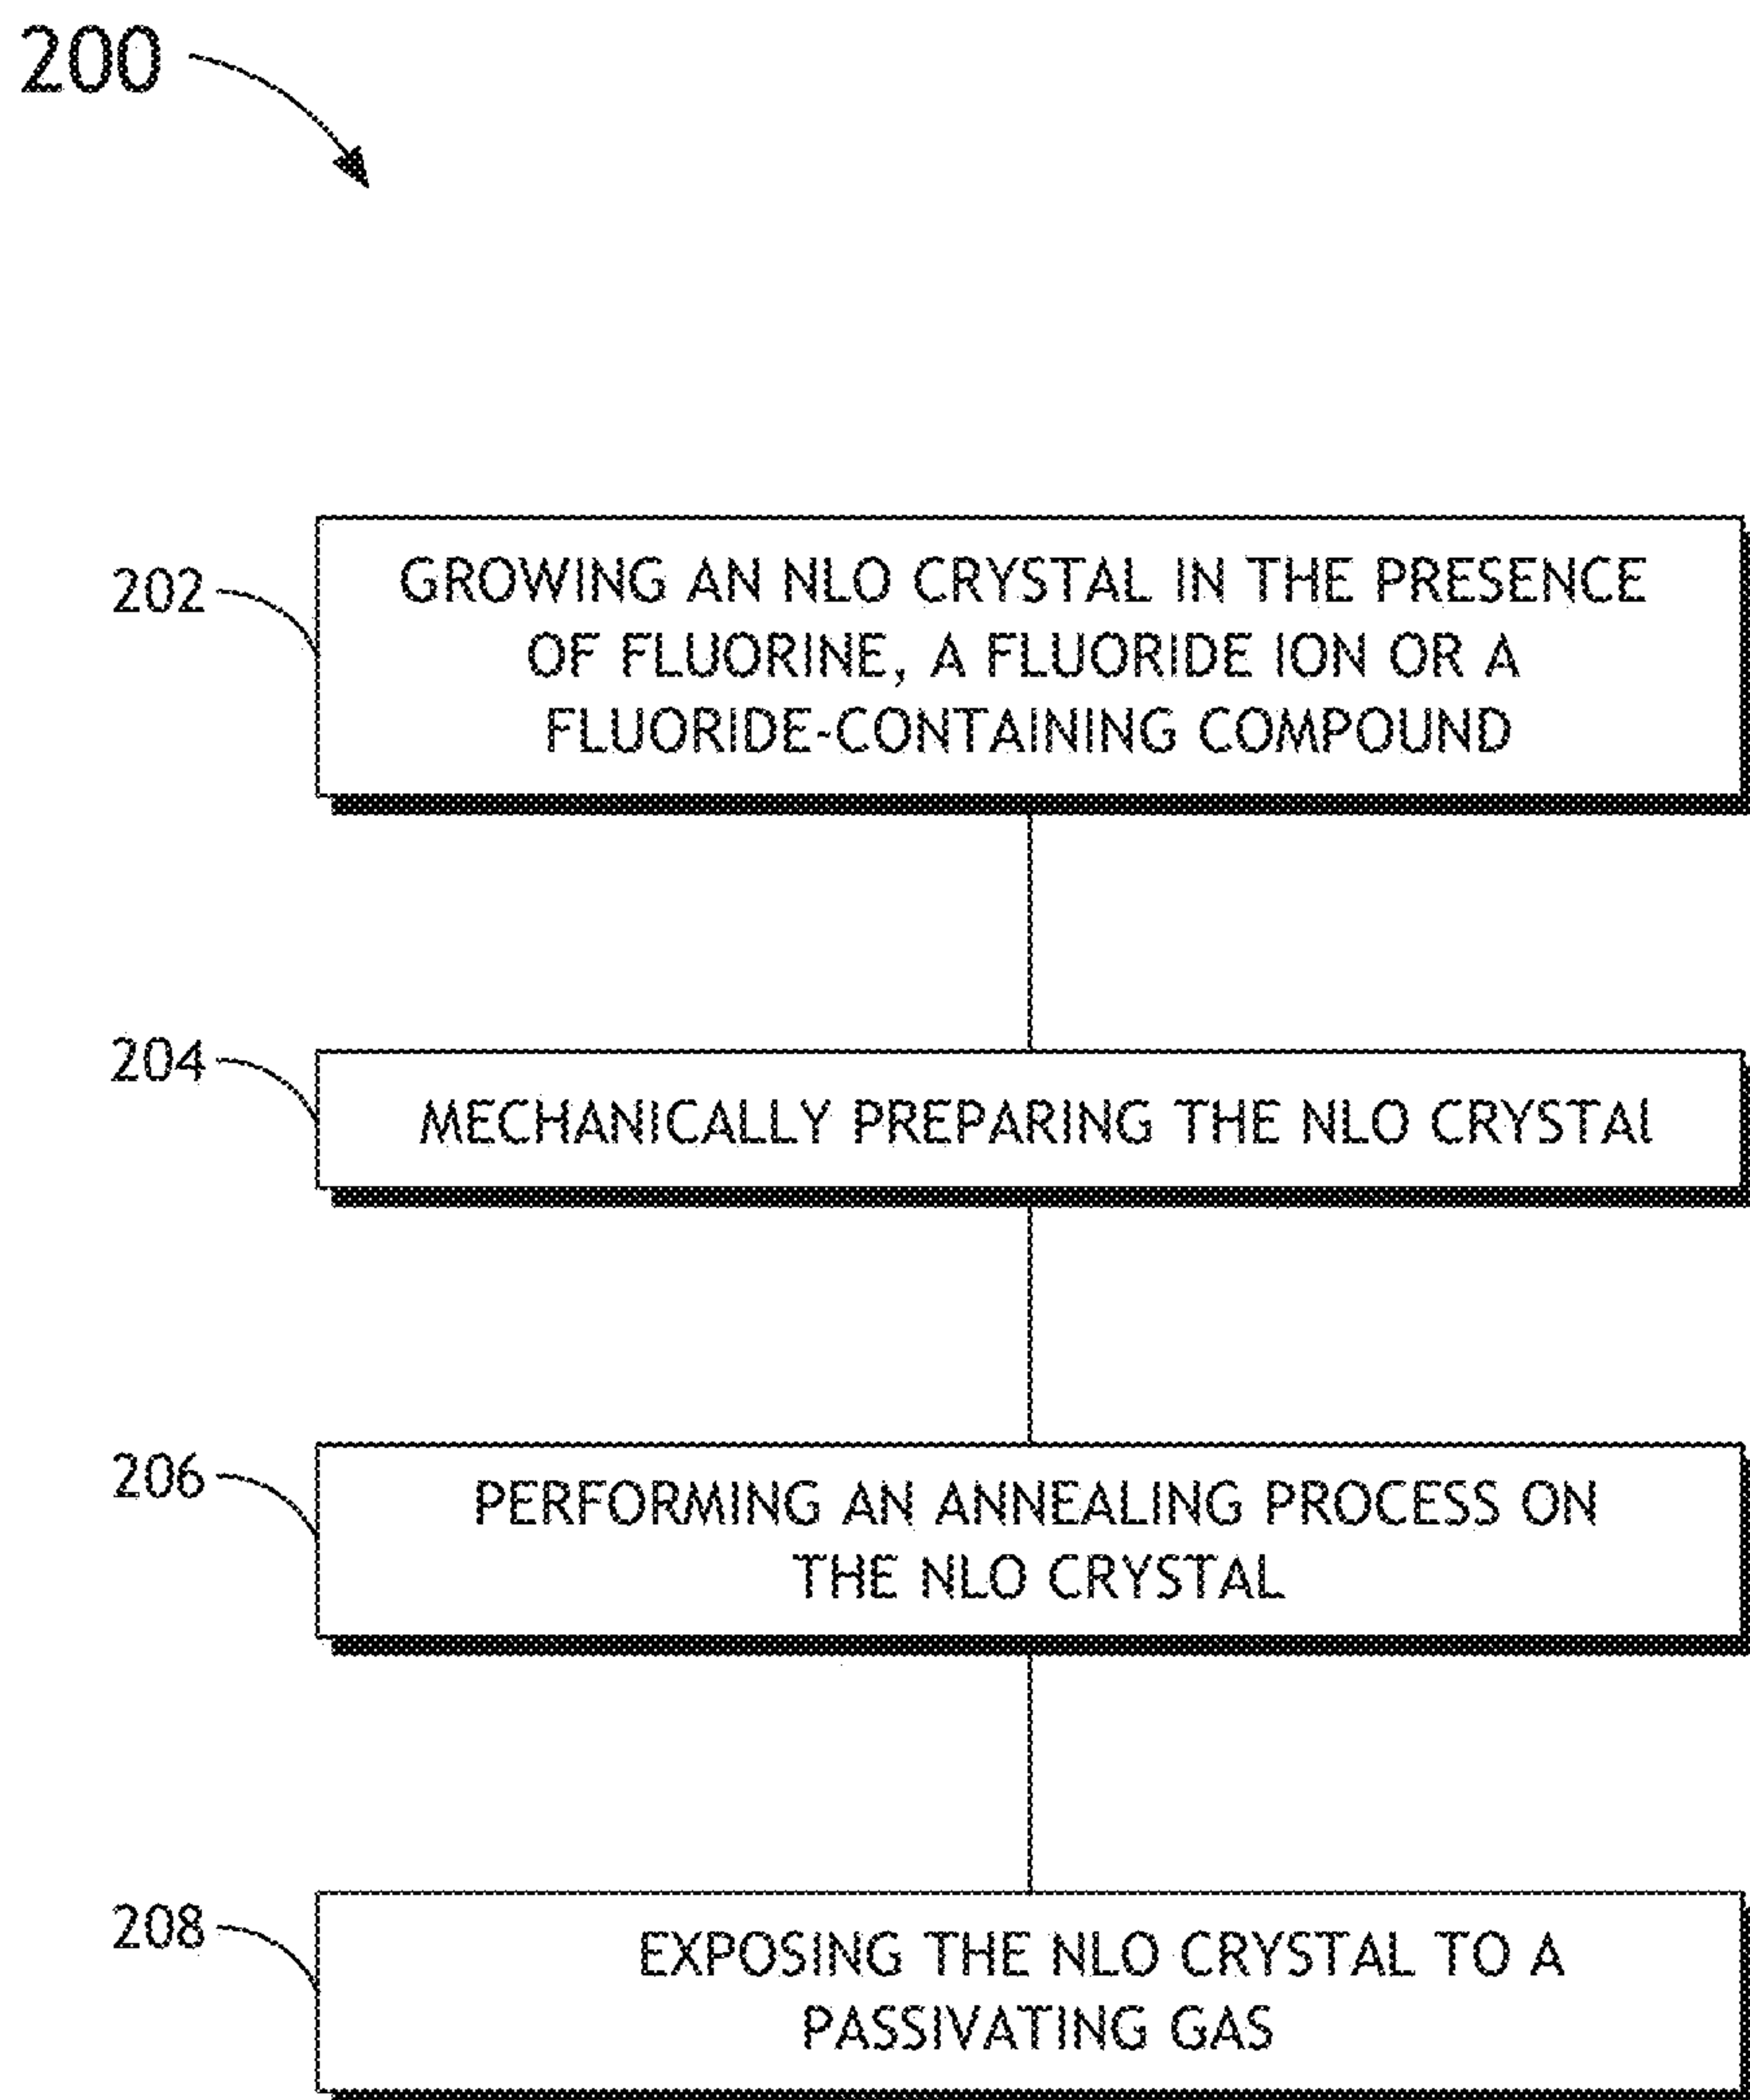 200
202
GROWING AN NLO CRYSTAL IN THE PRESENCE
OF FLUORINE, A FLUORIDE ION OR A
FLUORIDE-CONTAINING COMPOUND
204
MECHANICALLY PREPARING THE NLO CRYSTAl
206
PERFORMING AN ANNEALING PROCESS ON
THE NLO CRYSTAL
208
EXPOSING THE NLO CRYSTAL TO A
PASSIVATING GAS